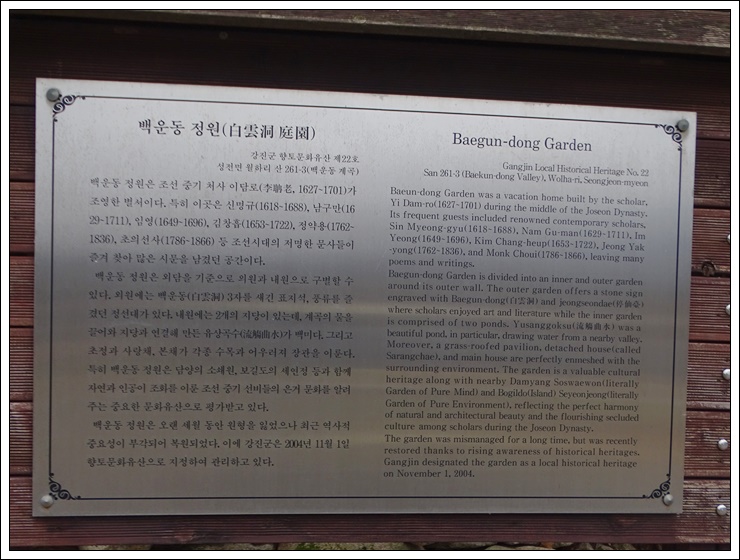 백운동 정원(白雲洞 庭園)
강진군 향토문화유산 제22호
성전면 월하리 산 261-3(백운동 계곡)
백운동 정원은 조선 중기 처사 이담로(李聃老, 1627~1701)가
조영한 별서이다. 특히 이곳은 신명규(1618~1688), 남구만(16
29~1711), 임영(1649~1696), 김창흡(1653~1722), 정약용(1762~
1836), 초의선사(1786~1866) 등 조선시대의 저명한 문사들이
즐겨 찾아 많은 시문을 남겼던 공간이다.
백운동 정원은 외담을 기준으로 외원과 내원으로 구별할 수
있다. 외원에는 백운동(白雲洞) 3자를 새긴 표지석, 풍류를 즐
겼던 정선대가 있다. 내원에는 2개의 지당이 있는데, 계곡의 물을
끌어와 지당과 연결해 만든 유상곡수(流觴曲水)가 백미다. 그리고
초정과 사랑채, 본채가 각종 수목과 어우러져 장관을 이룬다.
특히 백운동 정원은 담양의 소쇄원, 보길도의 세연정 등과 함께
자연과 인공이 조화를 이룬 조선 중기 선비들의 은거 문화를 알려
주는 중요한 문화유산으로 평가받고 있다.
백운동 정원은 오랜 세월 동안 원형을 잃었으나 최근 역사적
중요성이 부각되어 복원되었다. 이에 강진군은 2004년 11월 1일
향토문화유산으로 지정하여 관리하고 있다.
Baegun-dong Garden
Gangjin Local Historical Heritage No. 22
San 261-3 (Baekun-dong Valley), Wolha-ri, Seongjeon-myeon
Baeun-dong Garden was a vacation home built by the scholar,
Yi Dam-ro(1627~1701) during the middle of the Joseon Dynasty.
Its frequent guests included renowned contemporary scholars,
Sin Myeong-gyu(1618~1688), Nam Gu-man(1629~1711), Im
Yeong(1649~1696), Kim Chang-heup(1653~1722), Jeong Yak
-yong(1762~1836), and Monk Choui(1786~1866), leaving many
poems and writings.
Baegun-dong Garden is divided into an inner and outer garden
around its outer wall. The outer garden offers a stone sign
engraved with Baegun-dong(白雲洞) and jeongseondae(停仙臺)
where scholars enjoyed art and literature while the inner garden
is comprised of two ponds. Yusanggoksu(流觴曲水) was a
beautiful pond, in particular, drawing water from a nearby valley.
Moreover, a grass-roofed pavilion, detached house(called
Sarangchae), and main house are perfectly enmeshed with the
surrounding environment. The garden is a valuable cultural
heritage along with nearby Damyang Soswaewon(literally
Garden of Pure Mind) and Bogildo(Island) Seyeonjeong(literally
Garden of Pure Environment), reflecting the perfect harmony
of natural and architectural beauty and the flourishing secluded
culture among scholars during the Joseon Dynasty.
The garden was mismanaged for a long time, but was recently
restored thanks to rising awareness of historical heritages.
Gangjin designated the garden as a local historical heritage
on November 1, 2004.